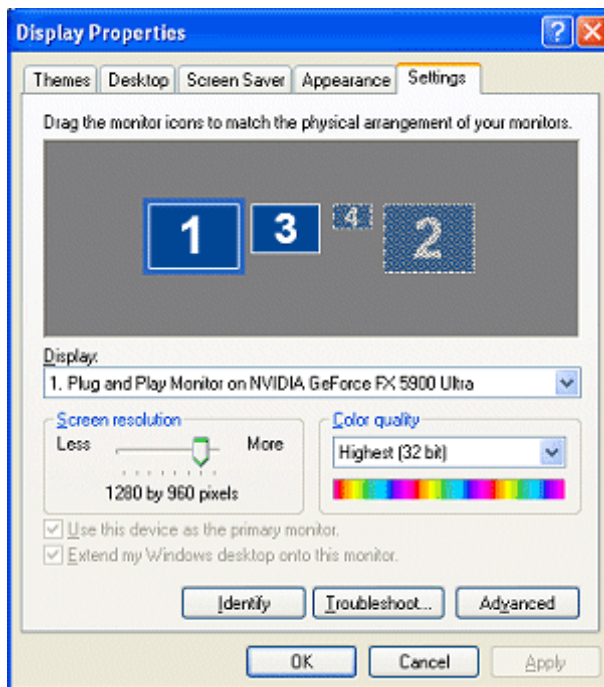 Display Properties
Themes Desktop Screen Saver Appearance Settings
Drag the monitor icons to match the physical arrangement of your monitors.
1 3 4 2
Display:
1. Plug and Play Monitor on NVIDIA GeForce FX 5900 Ultra
Screen resolution Color quality
Less More Highest (32 bit)
1280 by 960 pixels
Use this device as the primary monitor.
Extend my Windows desktop onto this monitor.
Identify Troubleshoot... Advanced
OK Cancel Apply